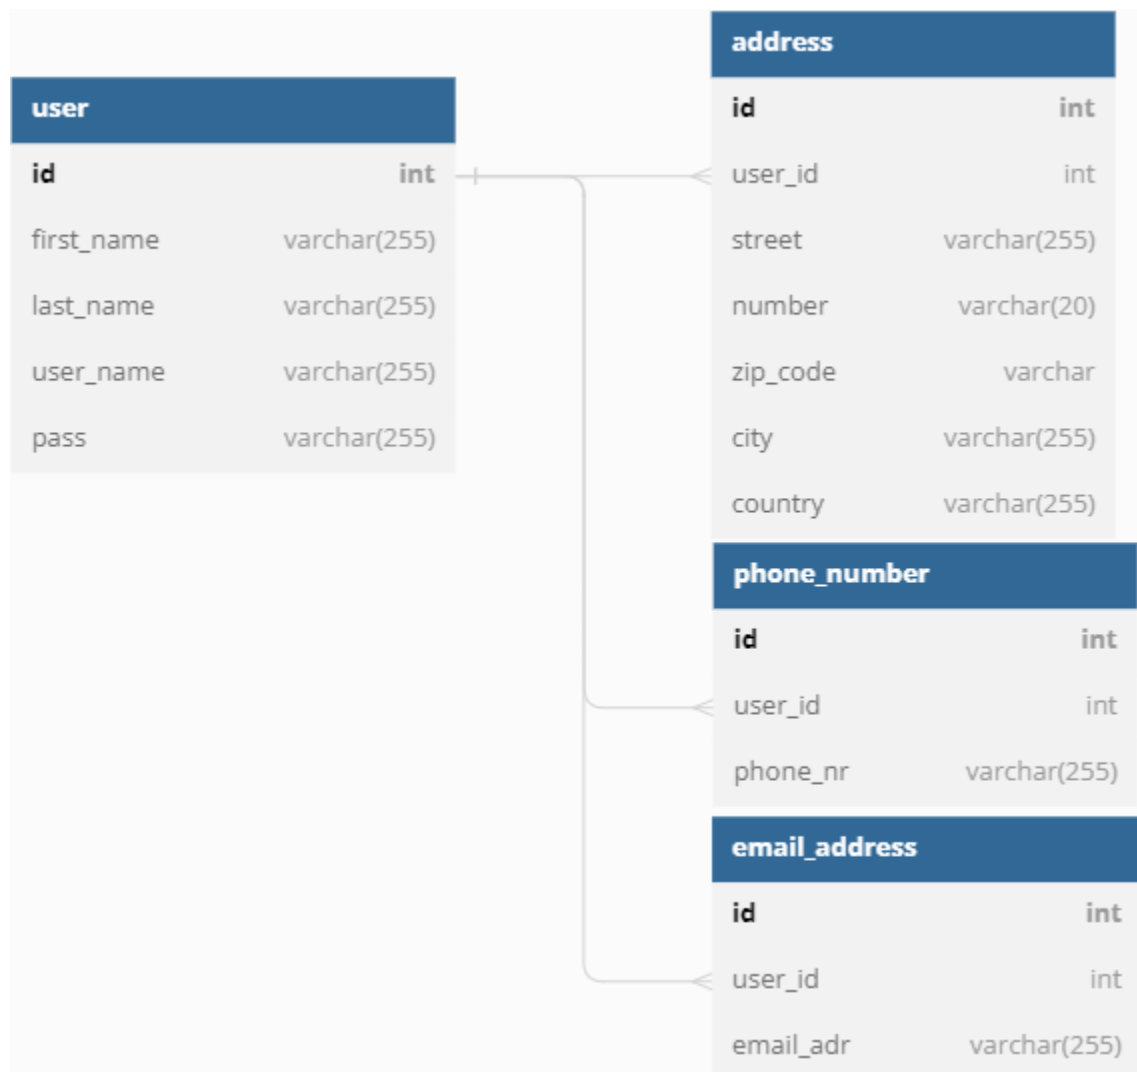 user
id int
first_name varchar(255)
last_name varchar(255)
user_name varchar(255)
pass varchar(255)
address
id int
user_id int
street varchar(255)
number varchar(20)
zip_code varchar
city varchar(255)
country varchar(255)
phone_number
id int
user_id int
phone_nr varchar(255)
email_address
id int
user_id int
email_adr varchar(255)